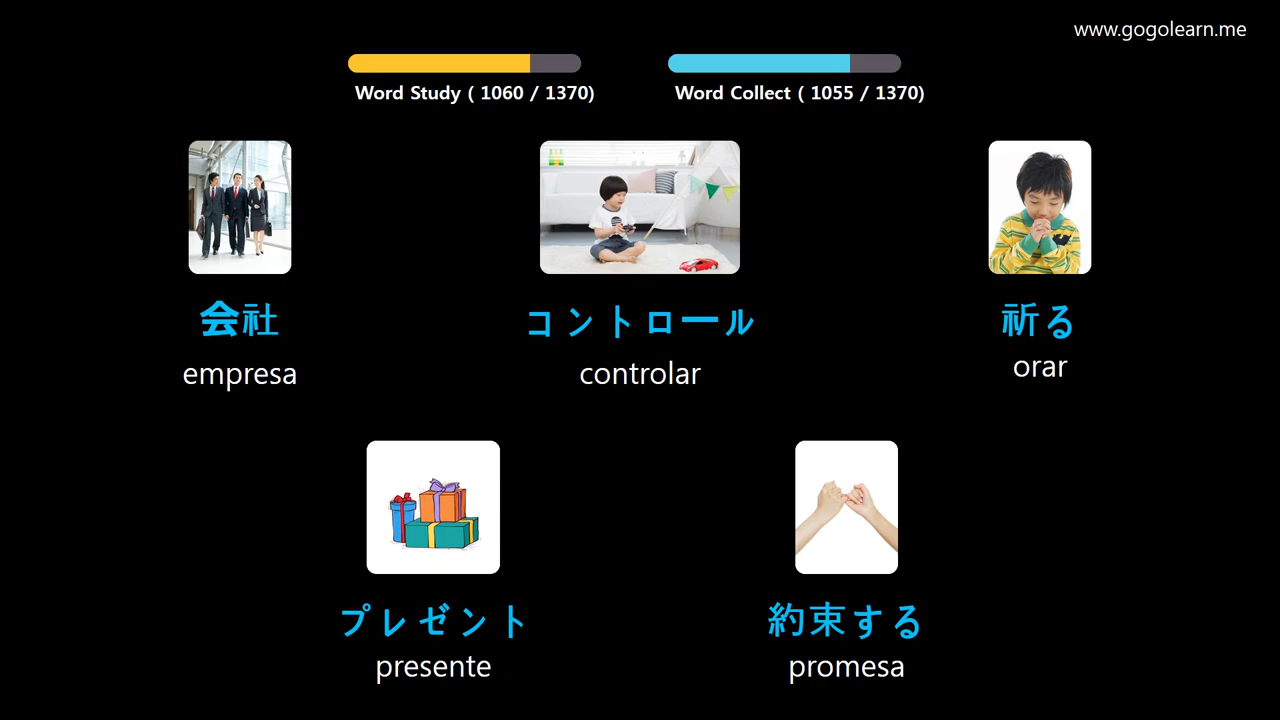 www.gogolearn.me
Word Study ( 1060 / 1370)
Word Collect ( 1055 / 1370)
会社
empresa
コントロール
controlar
祈る
orar
プレゼント
presente
約束する
promesa